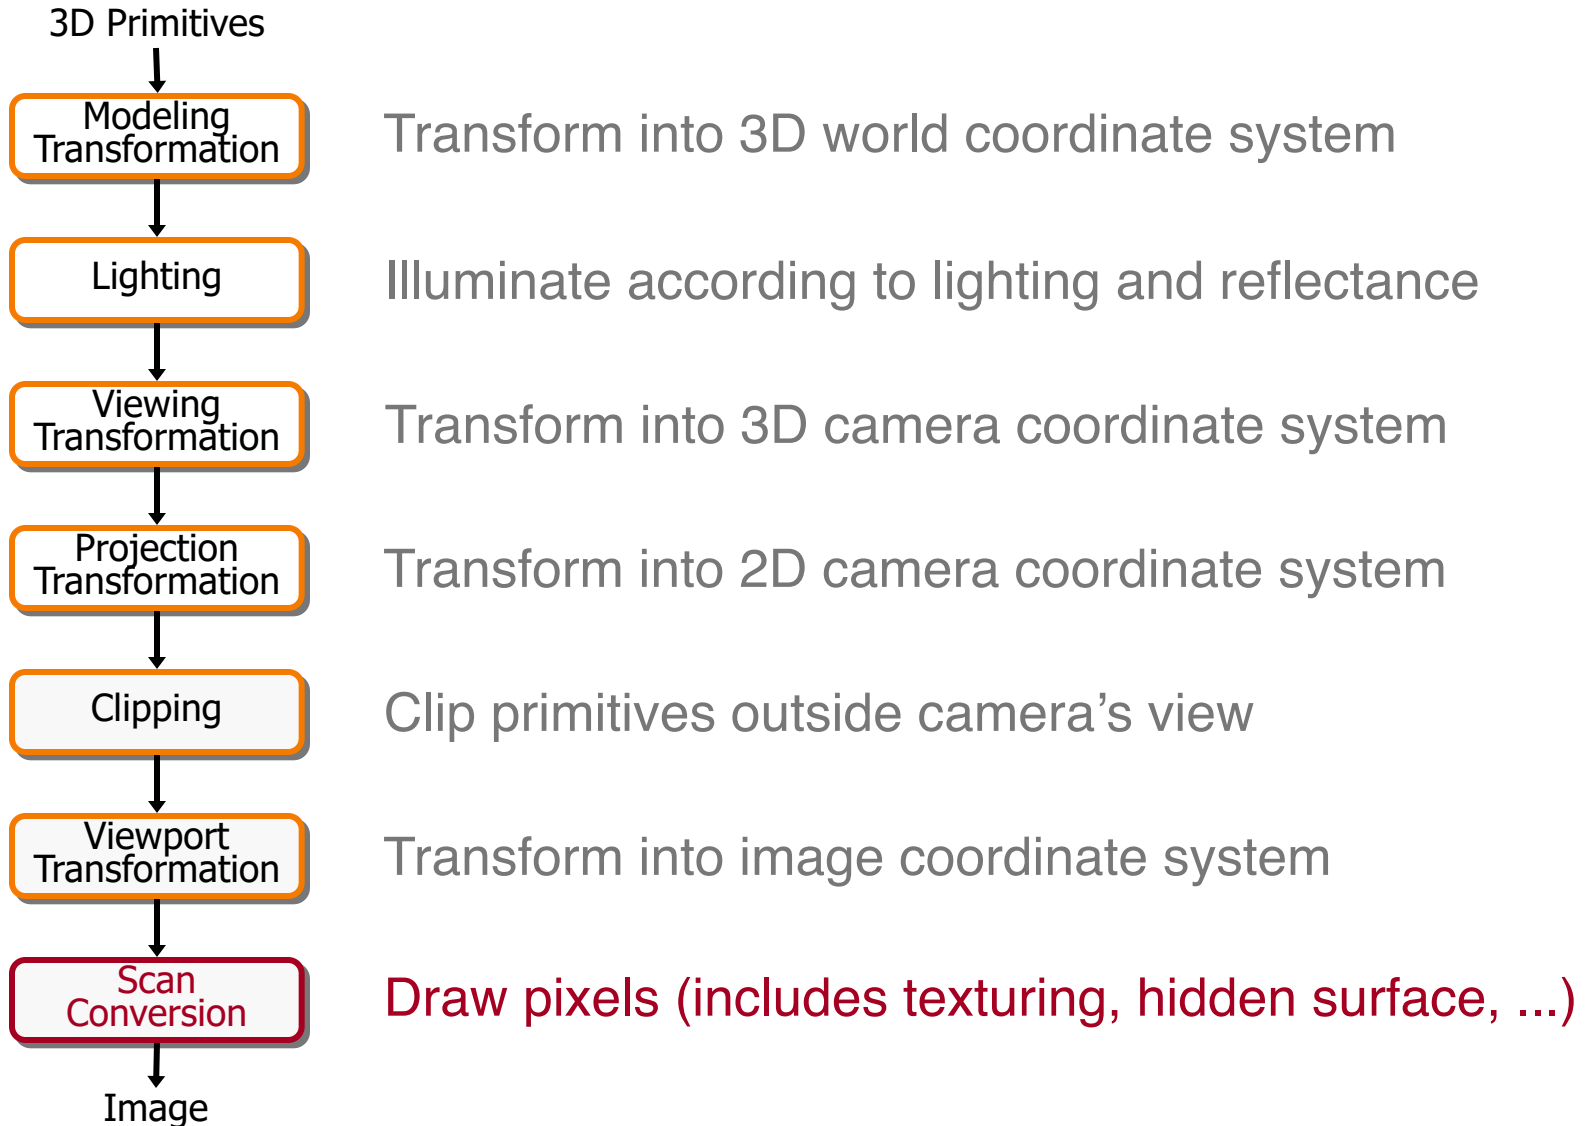 3D Primitives
Modeling
Transformation
Transform into 3D world coordinate system
Lighting
Illuminate according to lighting and reflectance
Viewing
Transformation
Transform into 3D camera coordinate system
Projection
Transformation
Transform into 2D camera coordinate system
Clipping
Clip primitives outside camera’s view
Viewport
Transformation
Transform into image coordinate system
Scan
Conversion
Draw pixels (includes texturing, hidden surface, ...)
Image